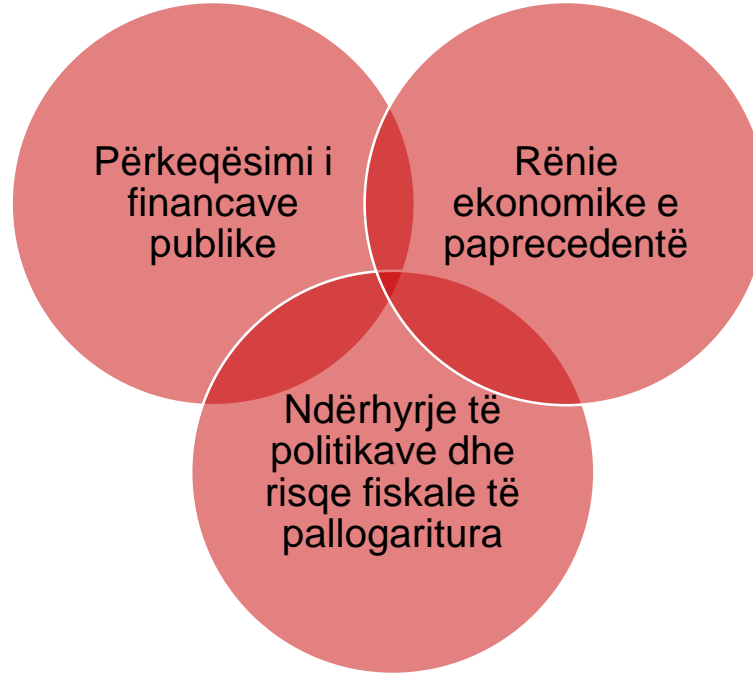 Përkeqësimi i
financave
publike
Rënie
ekonomike e
paprecedentë
Ndërhyrje të
politikave dhe
risqe fiskale të
pallogaritura